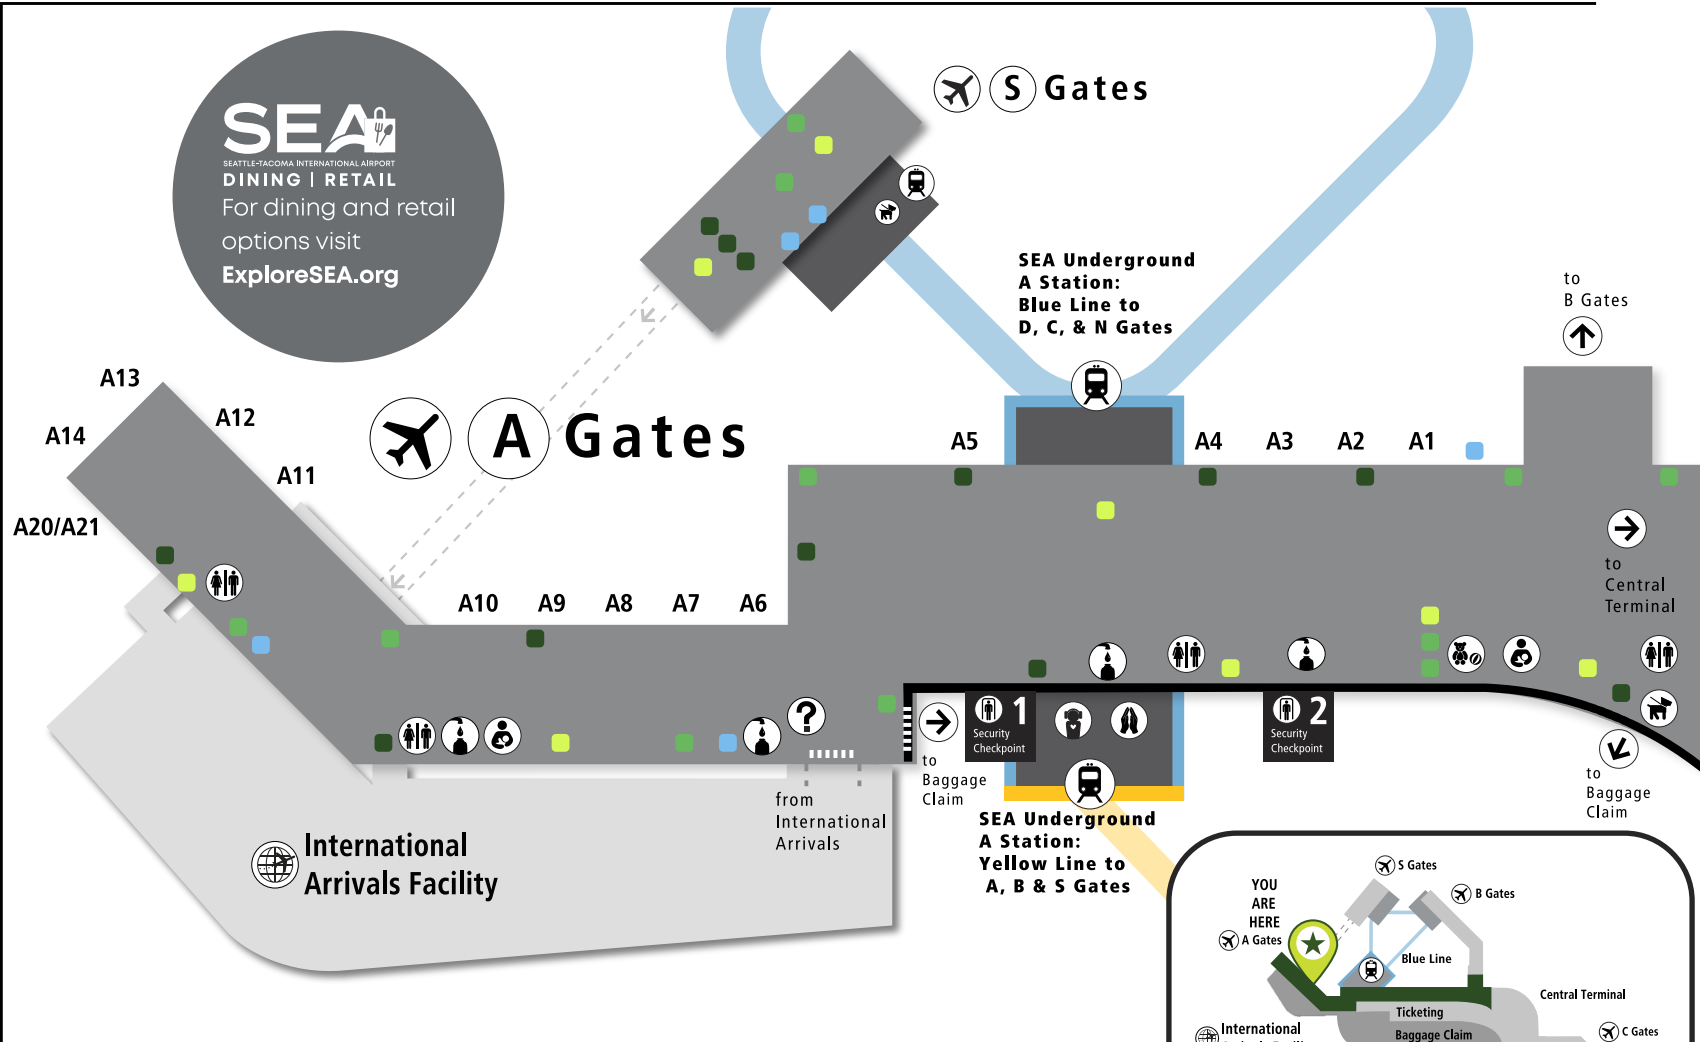 SEA
SEATTLE-TACOMA INTERNATIONAL AIRPORT
DINING | RETAIL
For dining and retail
options visit
ExploreSEA.org
S Gates
SEA Underground
A Station:
Blue Line to
D, C, & N Gates
to
B Gates
A13
A12
A14
A11
A20/A21
A Gates
A5
A4
A3
A2
A1
to
Central
Terminal
A10
A9
A8
A7
A6
?
1
Security
Checkpoint
2
Security
Checkpoint
to
Baggage
Claim
to
Baggage
Claim
from
International
Arrivals
SEA Underground
A Station:
Yellow Line to
A, B & S Gates
International
Arrivals Facility
S Gates
YOU
ARE
HERE
B Gates
A Gates
Blue Line
Central Terminal
Ticketing
International
Baggage Claim
C Gates